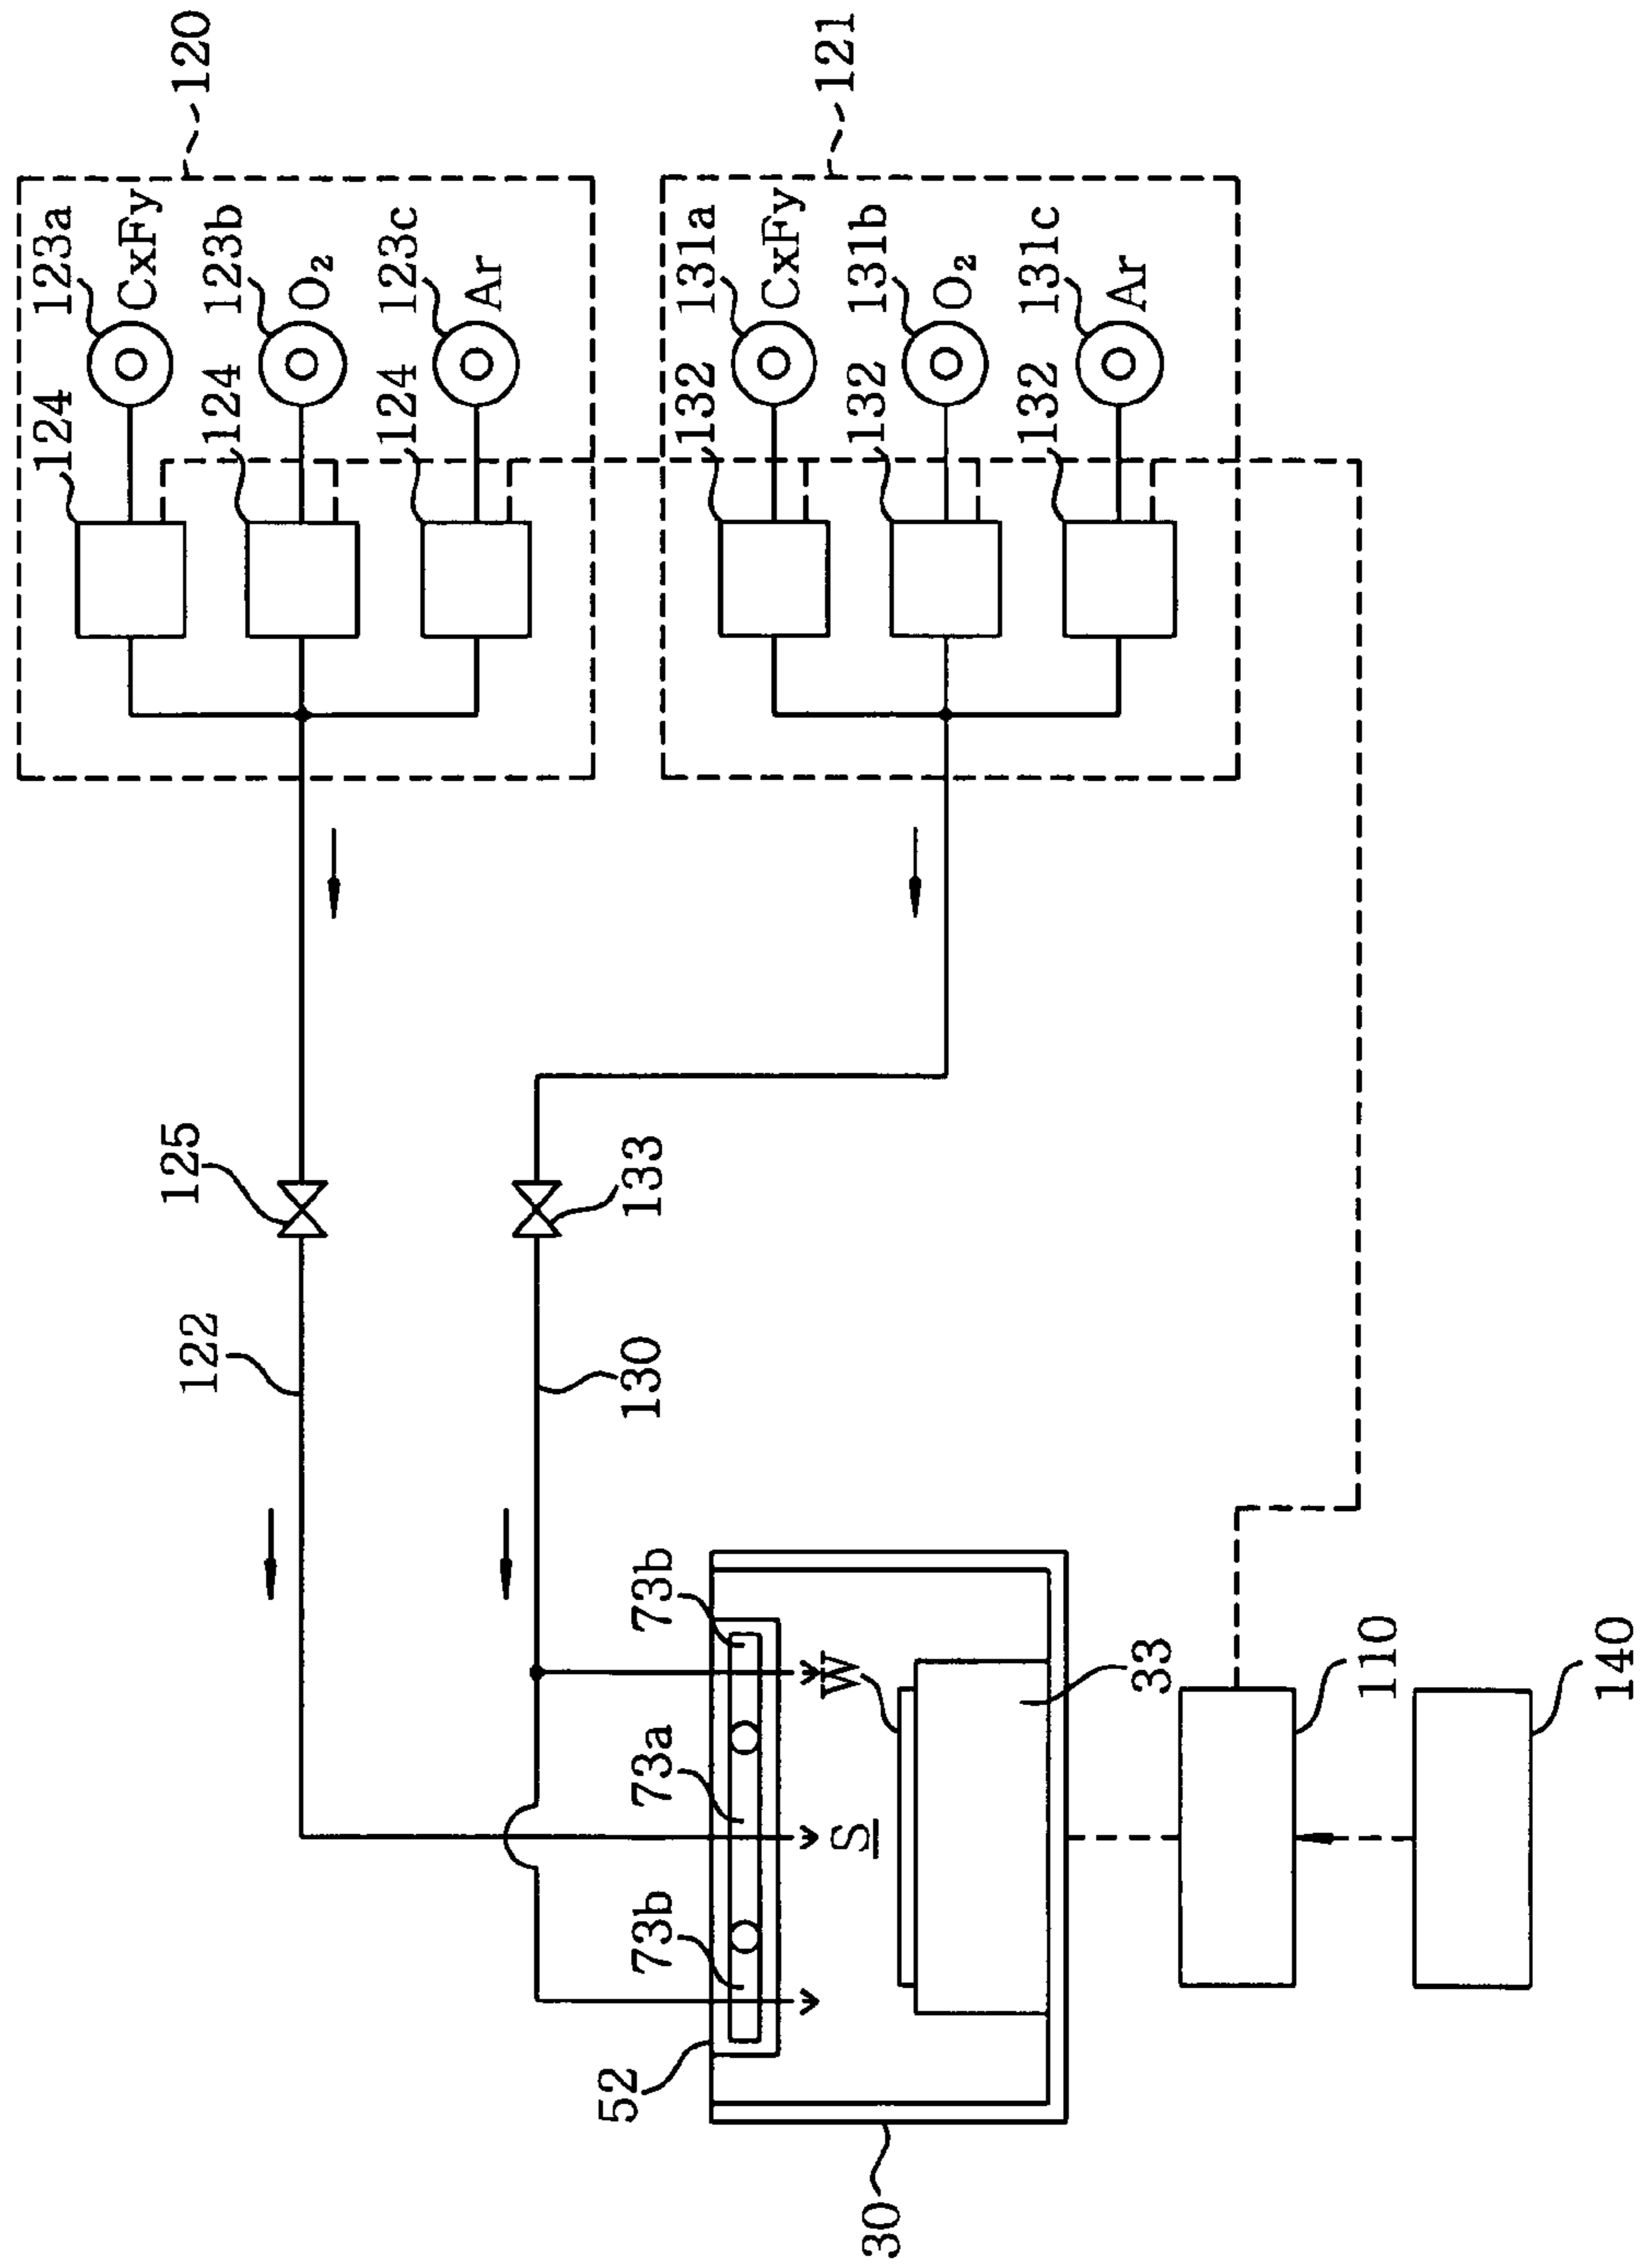 124 123a
CxFy
120
125
122
124 123b
O₂
124 123c
Ar
52
73b 73a 73b
130 133
132 131a
CxFy
121
W
S
132 131b
30
O₂
132 131c
Ar
33
110
140